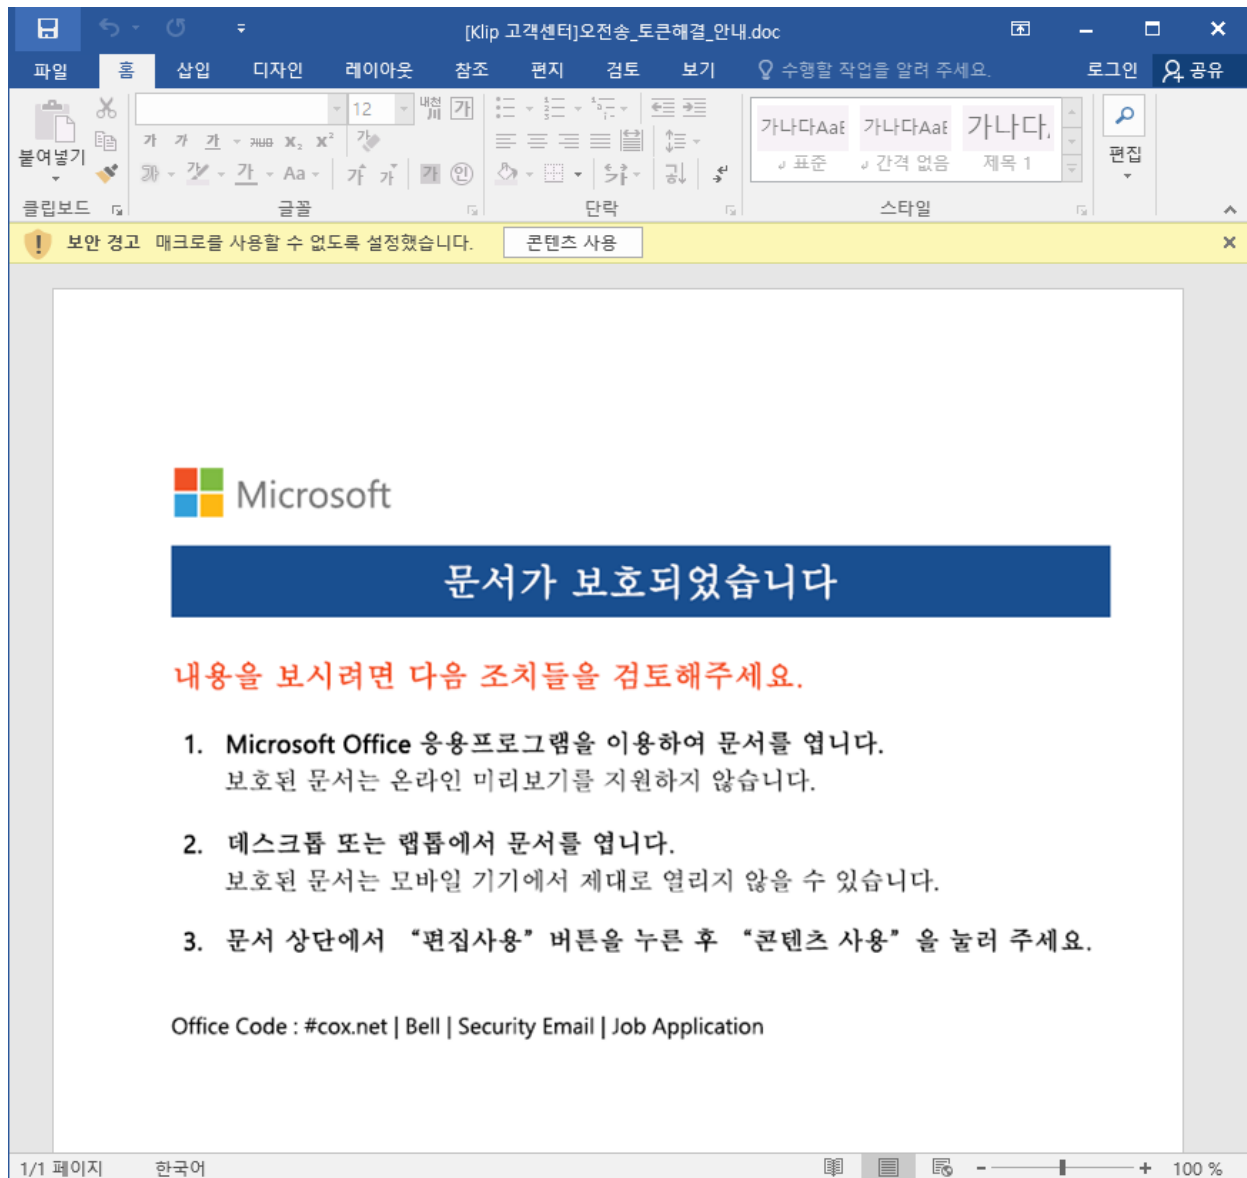 [Klip 고객센터]오전송_토큰해결_안내.doc
파일 홈 삽입 디자인 레이아웃 참조 편지 검토 보기 수행할 작업을 알려 주세요. 로그인 공유
붙여넣기
12
가나다AaE 가나다AaE 가나다
표준 간격 없음 제목 1
편집
클립보드 글꼴 단락 스타일
보안 경고 매크로를 사용할 수 없도록 설정했습니다. 콘텐츠 사용
Microsoft
문서가 보호되었습니다
내용을 보시려면 다음 조치들을 검토해주세요.
1. Microsoft Office 응용프로그램을 이용하여 문서를 엽니다.
보호된 문서는 온라인 미리보기를 지원하지 않습니다.
2. 데스크톱 또는 랩톱에서 문서를 엽니다.
보호된 문서는 모바일 기기에서 제대로 열리지 않을 수 있습니다.
3. 문서 상단에서 “편집사용” 버튼을 누른 후 “콘텐츠 사용” 을 눌러 주세요.
Office Code : #cox.net | Bell | Security Email | Job Application
1/1 페이지 한국어 100 %